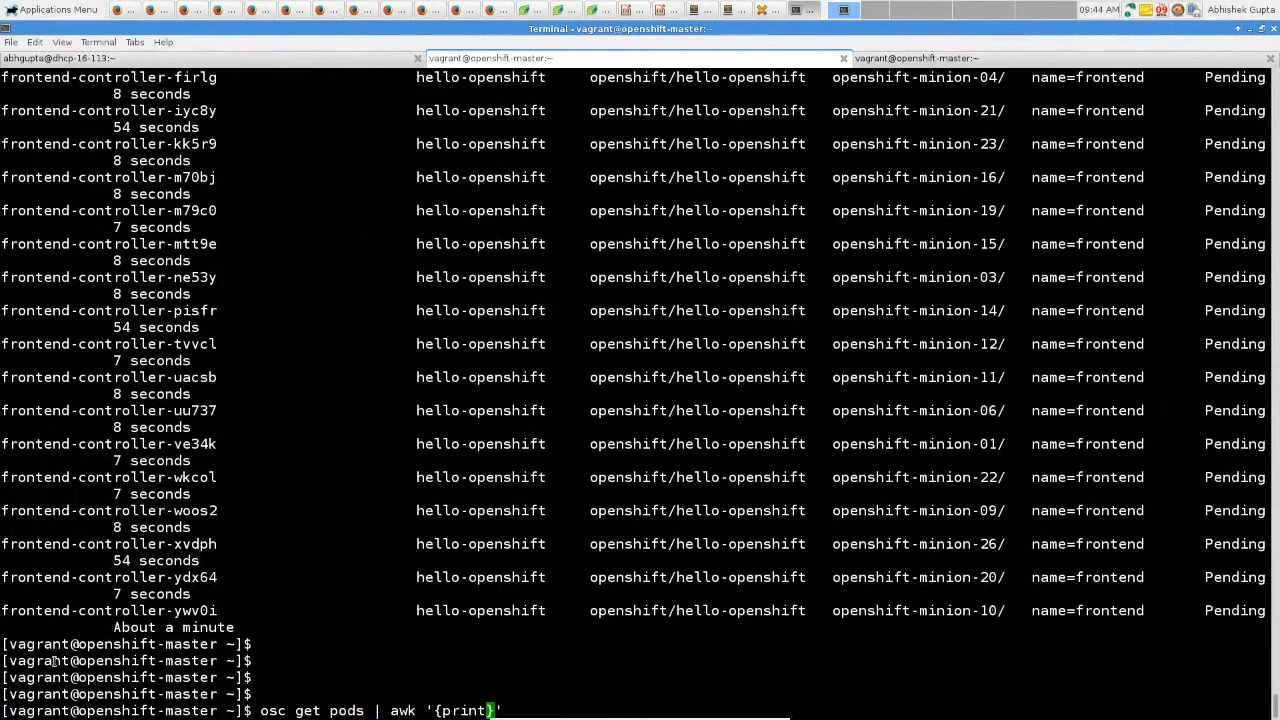 Applications Menu 09:44 AM Abhishek Gupta
Terminal - vagrant@openshift-master:~
File Edit View Terminal Tabs Help
abhgupta@dhcp-16-113:~ vagrant@openshift-master:~ vagrant@openshift-master:~
frontend-controller-firlg hello-openshift openshift/hello-openshift openshift-minion-04/ name=frontend Pending
8 seconds
frontend-controller-iyc8y hello-openshift openshift/hello-openshift openshift-minion-21/ name=frontend Pending
54 seconds
frontend-controller-kk5r9 hello-openshift openshift/hello-openshift openshift-minion-23/ name=frontend Pending
8 seconds
frontend-controller-m70bj hello-openshift openshift/hello-openshift openshift-minion-16/ name=frontend Pending
8 seconds
frontend-controller-m79c0 hello-openshift openshift/hello-openshift openshift-minion-19/ name=frontend Pending
7 seconds
frontend-controller-mtt9e hello-openshift openshift/hello-openshift openshift-minion-15/ name=frontend Pending
8 seconds
frontend-controller-ne53y hello-openshift openshift/hello-openshift openshift-minion-03/ name=frontend Pending
8 seconds
frontend-controller-pisfr hello-openshift openshift/hello-openshift openshift-minion-14/ name=frontend Pending
54 seconds
frontend-controller-tvvcl hello-openshift openshift/hello-openshift openshift-minion-12/ name=frontend Pending
7 seconds
frontend-controller-uacsb hello-openshift openshift/hello-openshift openshift-minion-11/ name=frontend Pending
8 seconds
frontend-controller-uu737 hello-openshift openshift/hello-openshift openshift-minion-06/ name=frontend Pending
8 seconds
frontend-controller-ve34k hello-openshift openshift/hello-openshift openshift-minion-01/ name=frontend Pending
7 seconds
frontend-controller-wkcol hello-openshift openshift/hello-openshift openshift-minion-22/ name=frontend Pending
7 seconds
frontend-controller-woos2 hello-openshift openshift/hello-openshift openshift-minion-09/ name=frontend Pending
8 seconds
frontend-controller-xvdph hello-openshift openshift/hello-openshift openshift-minion-26/ name=frontend Pending
54 seconds
frontend-controller-ydx64 hello-openshift openshift/hello-openshift openshift-minion-20/ name=frontend Pending
7 seconds
frontend-controller-ywv0i hello-openshift openshift/hello-openshift openshift-minion-10/ name=frontend Pending
About a minute
[vagrant@openshift-master ~]$
[vagrant@openshift-master ~]$
[vagrant@openshift-master ~]$
[vagrant@openshift-master ~]$
[vagrant@openshift-master ~]$ osc get pods | awk '{print}'